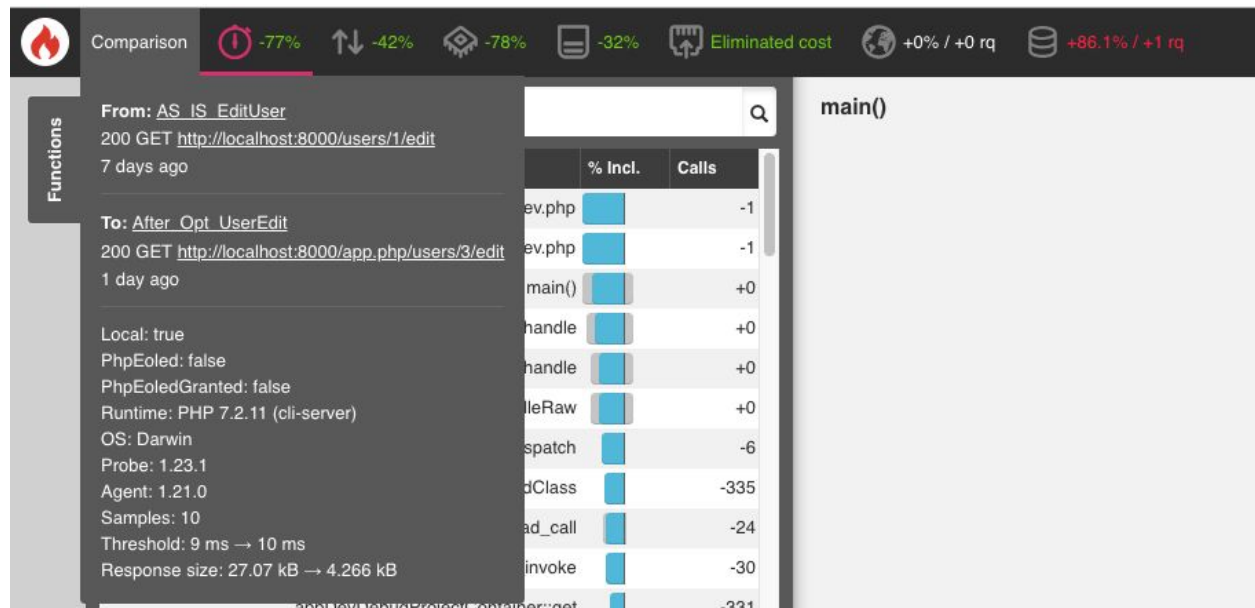 Comparison -77% -42% -78% -32% Eliminated cost +0% / +0 rq +86.1% / +1 rq
Functions
From: AS_IS_EditUser
200 GET http://localhost:8000/users/1/edit
7 days ago
To: After_Opt_UserEdit
200 GET http://localhost:8000/app.php/users/3/edit
1 day ago
Local: true
PhpEoled: false
PhpEoledGranted: false
Runtime: PHP 7.2.11 (cli-server)
OS: Darwin
Probe: 1.23.1
Agent: 1.21.0
Samples: 10
Threshold: 9 ms → 10 ms
Response size: 27.07 kB → 4.266 kB
% Incl. Calls
ev.php -1
ev.php -1
main() +0
handle +0
handle +0
lleRaw +0
spatch -6
dClass -335
ad_call -24
invoke -30
-331
main()